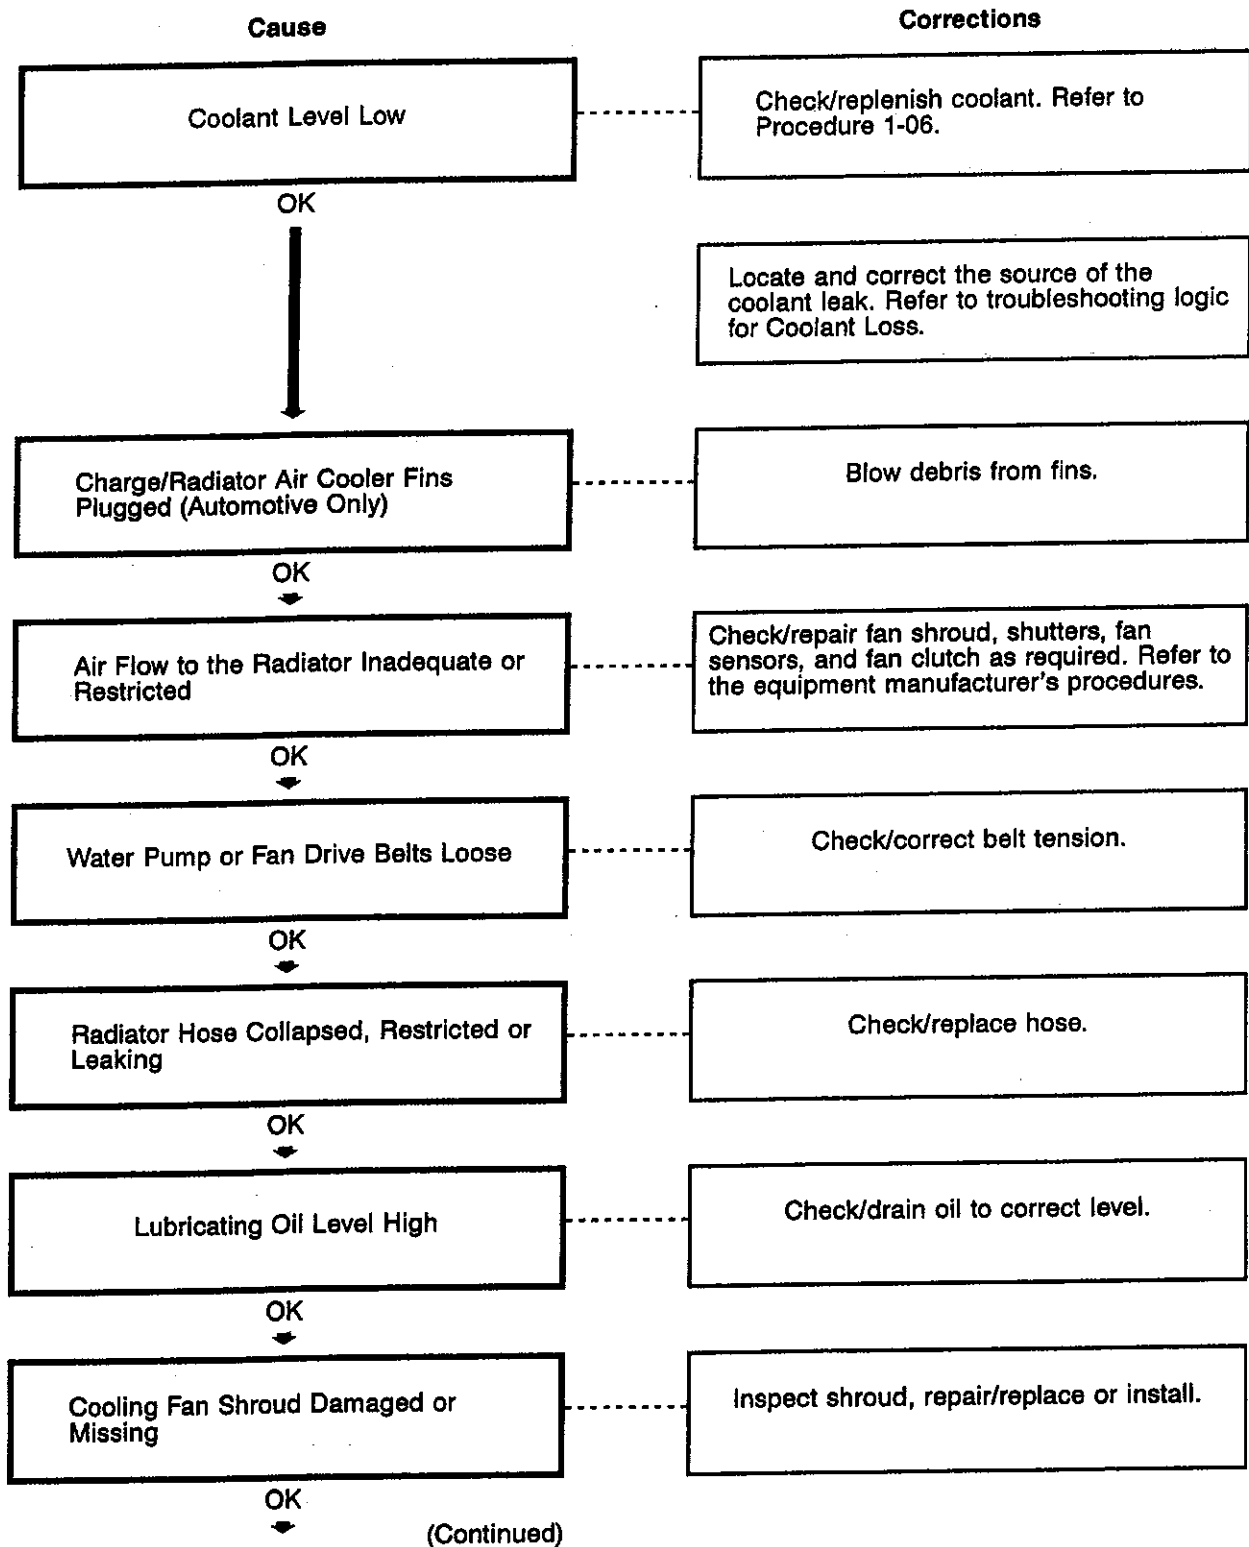 Cause
Corrections
Coolant Level Low
Check/replenish coolant. Refer to
Procedure 1-06.
OK
Locate and correct the source of the
coolant leak. Refer to troubleshooting logic
for Coolant Loss.
Charge/Radiator Air Cooler Fins
Plugged (Automotive Only)
Blow debris from fins.
OK
Air Flow to the Radiator Inadequate or
Restricted
Check/repair fan shroud, shutters, fan
sensors, and fan clutch as required. Refer to
the equipment manufacturer's procedures.
OK
Water Pump or Fan Drive Belts Loose
Check/correct belt tension.
OK
Radiator Hose Collapsed, Restricted or
Leaking
Check/replace hose.
OK
Lubricating Oil Level High
Check/drain oil to correct level.
OK
Cooling Fan Shroud Damaged or
Missing
Inspect shroud, repair/replace or install.
OK
(Continued)